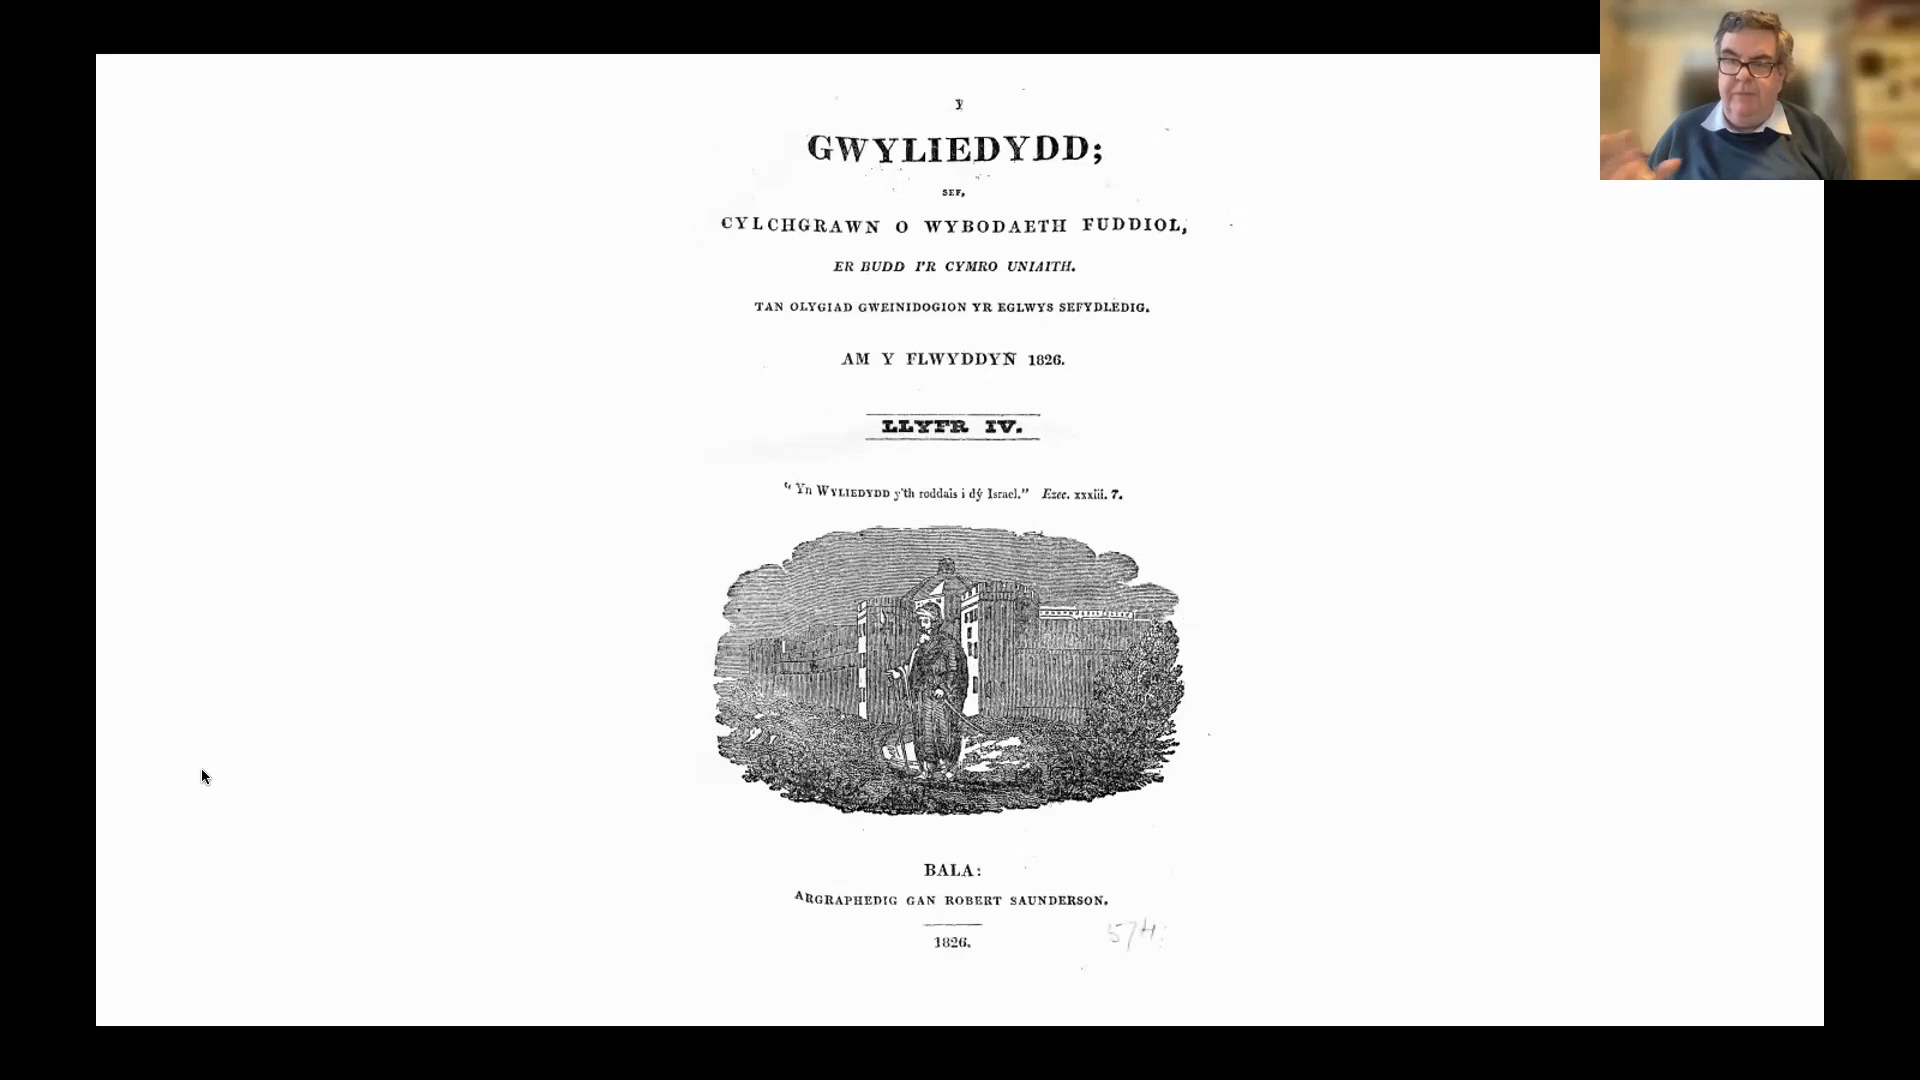 Y
GWYLIEDYDD;
SEF,
CYLCHGRAWN O WYBODAETH FUDDIOL,
ER BUDD I'R CYMRO UNIAITH.
TAN OLYGIAD GWEINIDOGION YR EGLWYS SEFYDLEDIG.
AM Y FLWYDDYN 1826.
LLYFR IV.
"Yn WYLIEDYDD y'th roddais i dŷ Israel." Ezec. xxxiii. 7.
BALA:
ARGRAPHEDIG GAN ROBERT SAUNDERSON.
1826.